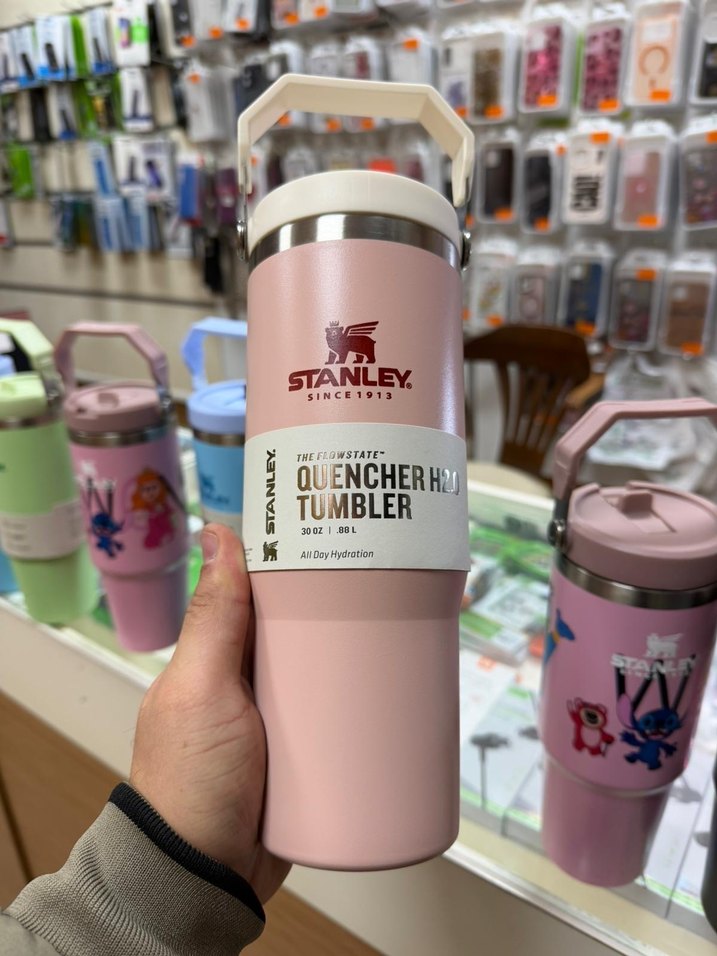 STANLEY®
SINCE 1913
STANLEY.
THE FLOWSTATE™
QUENCHER H2.0
TUMBLER
30 OZ | .88 L
All Day Hydration
STANLEY